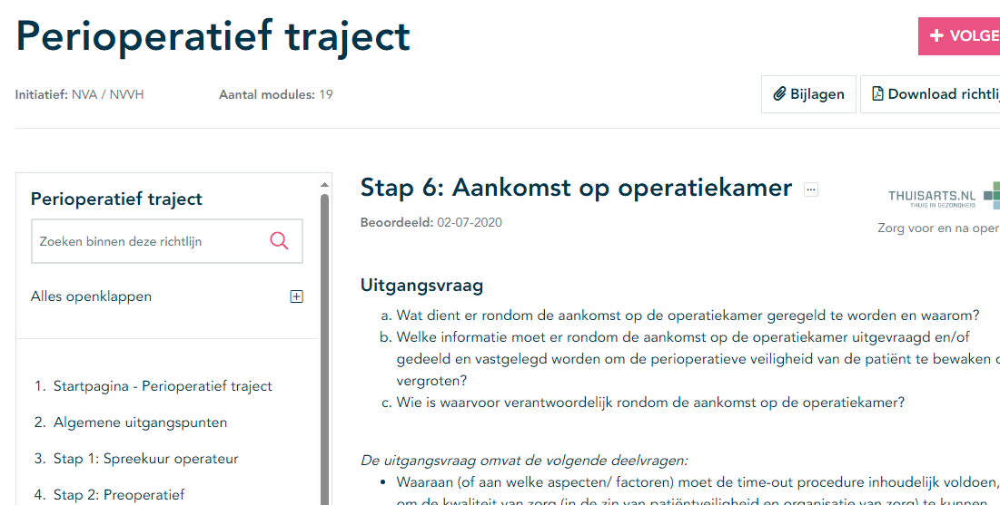 Perioperatief traject
+ VOLGE
Initiatief: NVA / NVVH
Aantal modules: 19
Bijlagen
Download richtlij
Perioperatief traject
Zoeken binnen deze richtlijn
Alles openklappen
1. Startpagina - Perioperatief traject
2. Algemene uitgangspunten
3. Stap 1: Spreekuur operateur
4. Stap 2: Preoperatief
Stap 6: Aankomst op operatiekamer ...
Beoordeeld: 02-07-2020
THUISARTS.NL
THUIS IN GEZONDHEID
Zorg voor en na oper
Uitgangsvraag
a. Wat dient er rondom de aankomst op de operatiekamer geregeld te worden en waarom?
b. Welke informatie moet er rondom de aankomst op de operatiekamer uitgevraagd en/of
gedeeld en vastgelegd worden om de perioperatieve veiligheid van de patiënt te bewaken o
vergroten?
c. Wie is waarvoor verantwoordelijk rondom de aankomst op de operatiekamer?
De uitgangsvraag omvat de volgende deelvragen:
• Waaraan (of aan welke aspecten/ factoren) moet de time-out procedure inhoudelijk voldoen,
om de kwaliteit van zorg (in de zin van patiëntveiligheid en organisatie van zorg) te kunnen